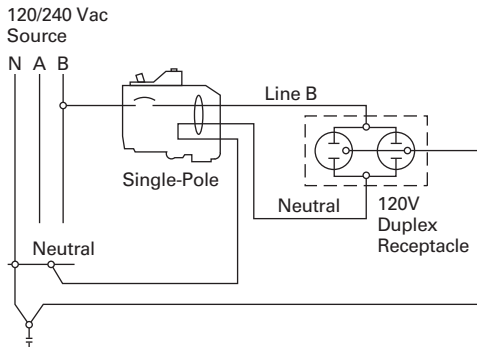 120/240 Vac
Source
N A B
Line B
Single-Pole
Neutral
120V
Duplex
Receptacle
Neutral